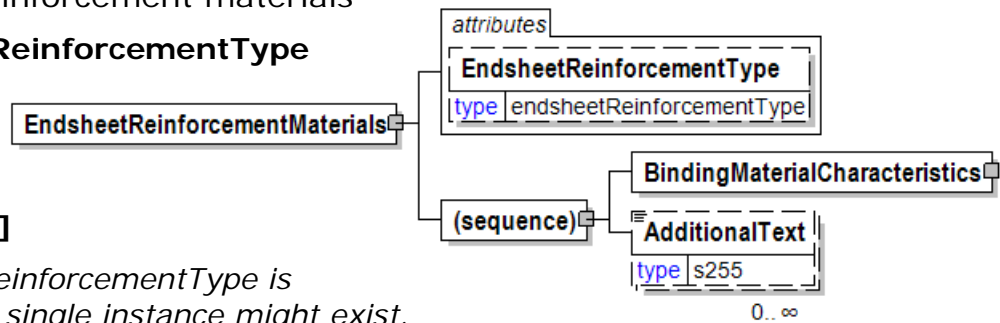 nforcement materials
attributes
ReinforcementType
EndsheetReinforcementType
type endsheetReinforcementType
EndsheetReinforcementMaterials
BindingMaterialCharacteristics
(sequence)
]
AdditionalText
type s255
einforcementType is
single instance might exist.
0.. ∞